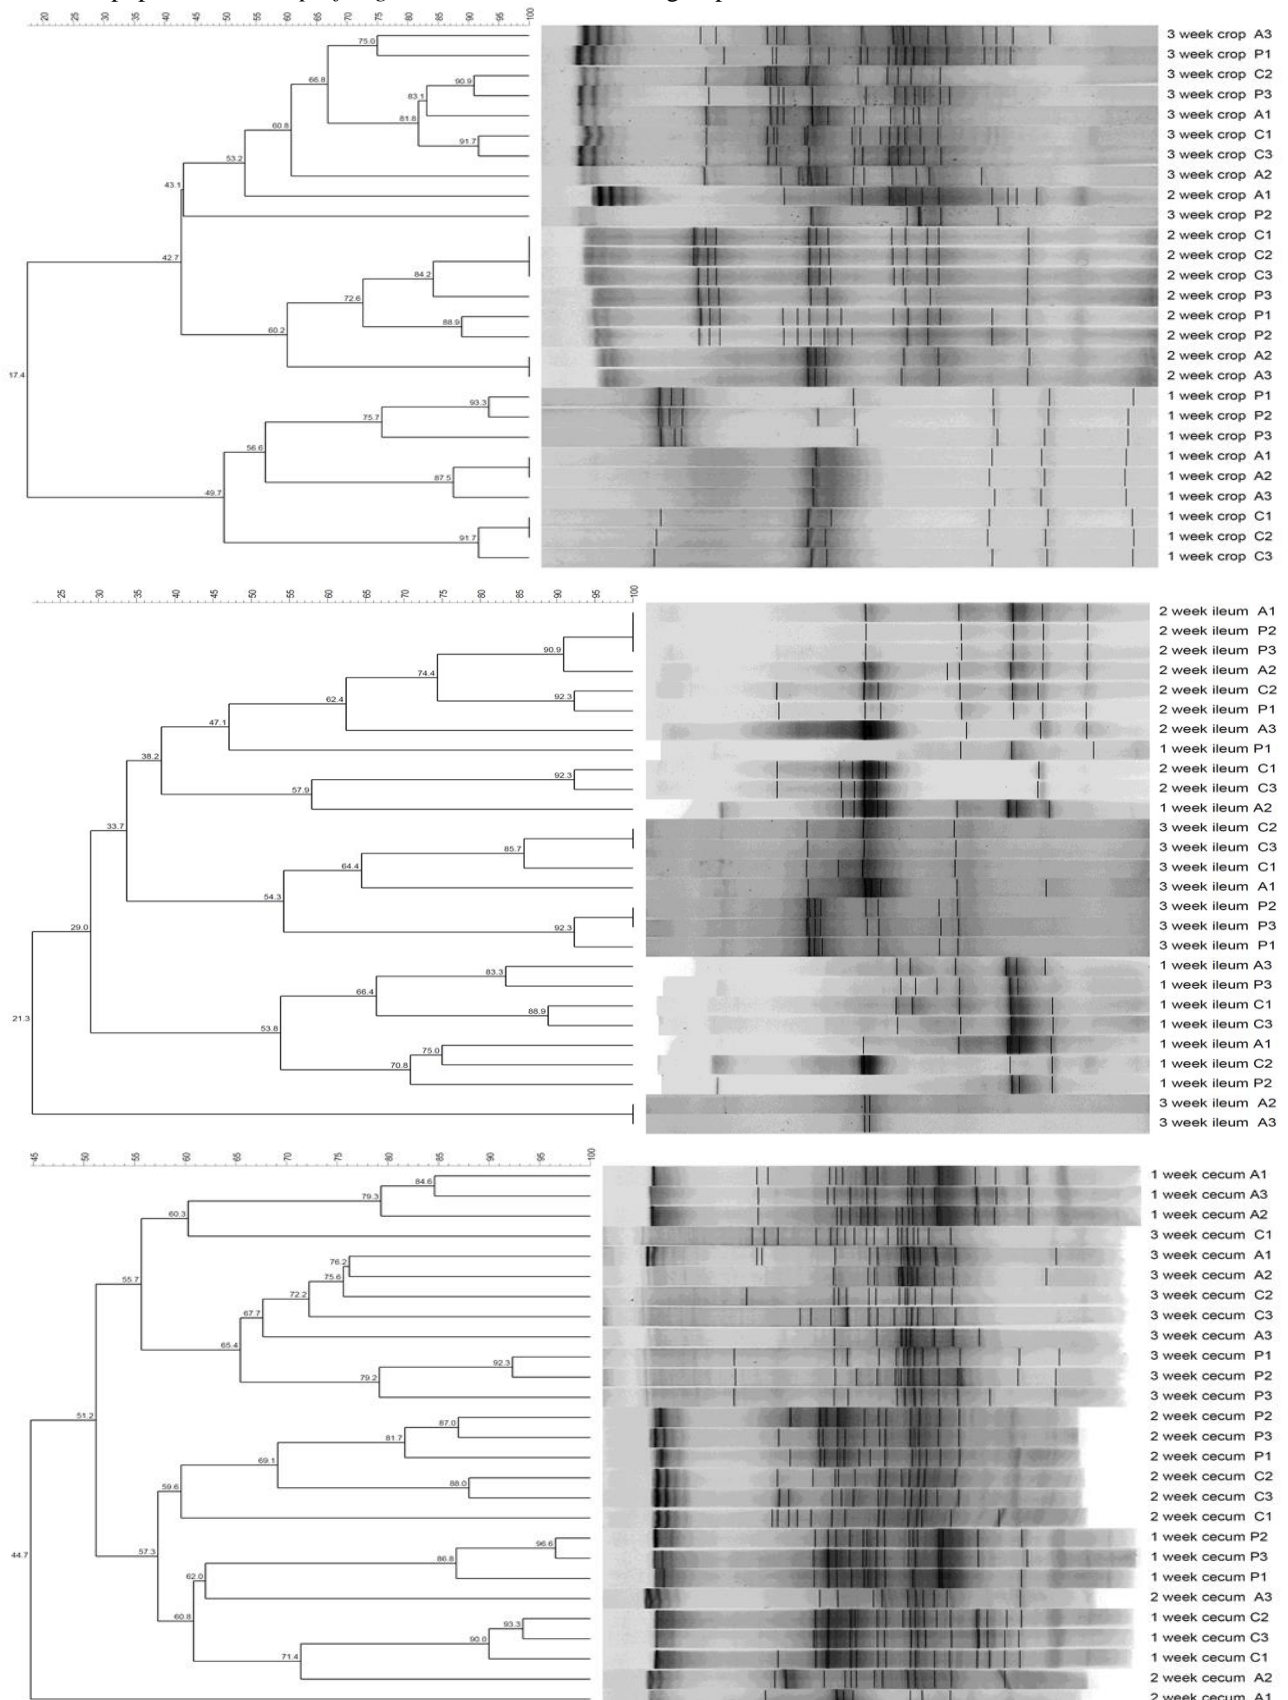 20 25 30 35 40 45 50 55 60 65 70 75 80 85 90 95 100
3 week crop A3
75.0
3 week crop P1
3 week crop C2
66.8 90.9
3 week crop P3
83.1
3 week crop A1
81.8
60.8
3 week crop C1
91.7
3 week crop C3
53.2
3 week crop A2
43.1
2 week crop A1
3 week crop P2
2 week crop C1
2 week crop C2
42.7
2 week crop C3
84.2
2 week crop P3
72.6
2 week crop P1
88.9
2 week crop P2
60.2
2 week crop A2
2 week crop A3
17.4
1 week crop P1
93.3
1 week crop P2
75.7
1 week crop P3
56.6
1 week crop A1
1 week crop A2
87.5
1 week crop A3
49.7
1 week crop C1
1 week crop C2
91.7
1 week crop C3
25 30 35 40 45 50 55 60 65 70 75 80 85 90 95 100
2 week ileum A1
2 week ileum P2
2 week ileum P3
90.9
2 week ileum A2
74.4
2 week ileum C2
92.3
62.4
2 week ileum P1
47.1
2 week ileum A3
1 week ileum P1
38.2
2 week ileum C1
92.3
2 week ileum C3
57.9
1 week ileum A2
33.7
3 week ileum C2
3 week ileum C3
85.7
3 week ileum C1
64.4
3 week ileum A1
54.3
3 week ileum P2
29.0
3 week ileum P3
92.3
3 week ileum P1
1 week ileum A3
83.3
1 week ileum P3
66.4
1 week ileum C1
88.9
21.3
1 week ileum C3
53.8
1 week ileum A1
75.0
1 week ileum C2
70.8
1 week ileum P2
3 week ileum A2
3 week ileum A3
45 50 55 60 65 70 75 80 85 90 95 100
1 week cecum A1
84.6
1 week cecum A3
79.3
1 week cecum A2
60.3
3 week cecum C1
3 week cecum A1
76.2
3 week cecum A2
75.6
55.7
3 week cecum C2
72.2
3 week cecum C3
67.7
3 week cecum A3
65.4
3 week cecum P1
92.3
3 week cecum P2
79.2
3 week cecum P3
51.2
2 week cecum P2
87.0
2 week cecum P3
81.7
2 week cecum P1
69.1
2 week cecum C2
88.0
59.6
2 week cecum C3
2 week cecum C1
1 week cecum P2
96.6
44.7 57.3
1 week cecum P3
86.8
1 week cecum P1
62.0
2 week cecum A3
60.8
1 week cecum C2
93.3
1 week cecum C3
90.0
1 week cecum C1
71.4
2 week cecum A2
2 week cecum A1